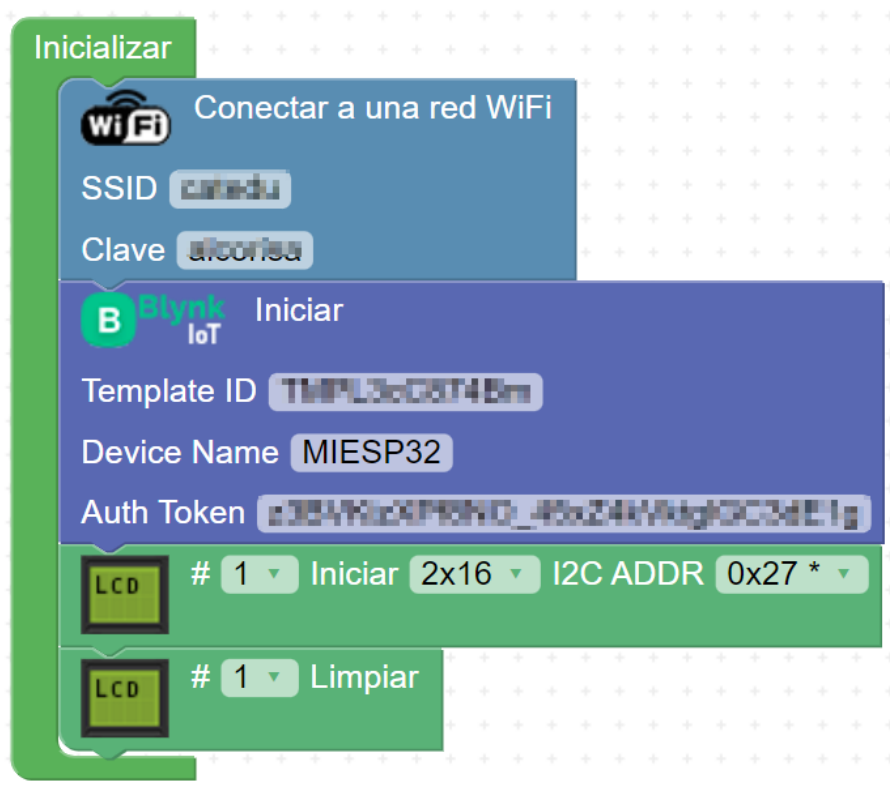 Inicializar
WiFi Conectar a una red WiFi
SSID
Clave
B Blynk IoT Iniciar
Template ID
Device Name MIESP32
Auth Token
LCD # 1 Iniciar 2x16 I2C ADDR 0x27 *
LCD # 1 Limpiar